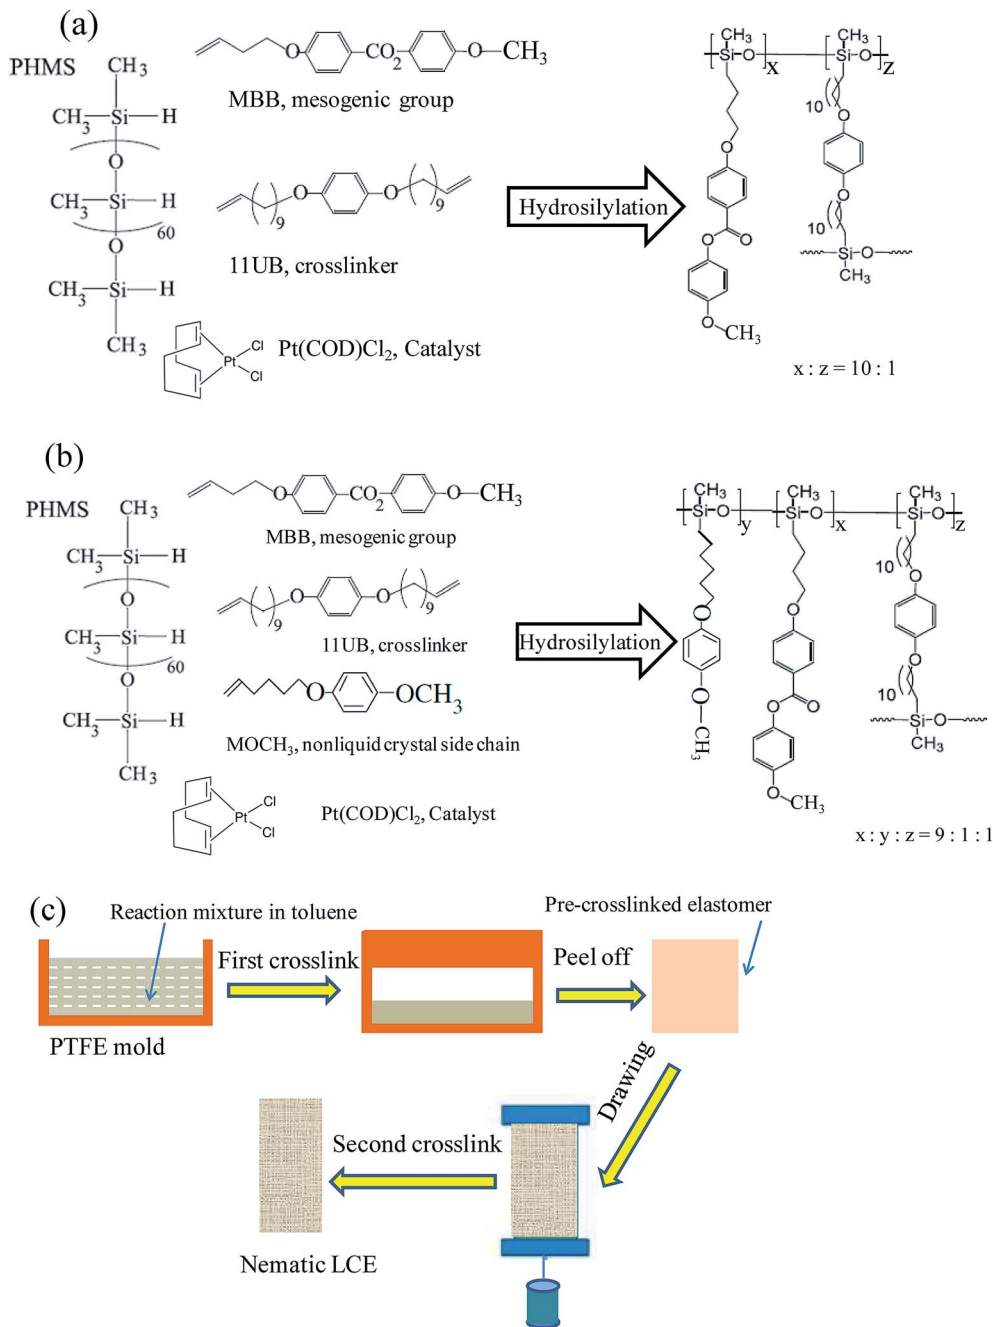 (a)
PHMS
CH3
CH3—Si—H
O
CH3—Si—H
60
O
CH3—Si—H
CH3
O CO2 O—CH3
MBB, mesogenic group
( )9 O O ( )9
11UB, crosslinker
Pt Cl Cl
Pt(COD)Cl2, Catalyst
Hydrosilylation
CH3 CH3
[Si—O]x [Si—O]z
10
O
O
O
O
O
10
O
Si—O
CH3
O—CH3
x : z = 10 : 1
(b)
PHMS
CH3
CH3—Si—H
O
CH3—Si—H
60
O
CH3—Si—H
CH3
O CO2 O—CH3
MBB, mesogenic group
( )9 O O ( )9
11UB, crosslinker
O OCH3
MOCH3, nonliquid crystal side chain
Pt Cl Cl
Pt(COD)Cl2, Catalyst
Hydrosilylation
CH3 CH3 CH3
[Si—O]y [Si—O]x [Si—O]z
10
O
O
O
O
CH3
O
O
O
10
O
Si—O
CH3
O—CH3
x : y : z = 9 : 1 : 1
(c)
Reaction mixture in toluene
Pre-crosslinked elastomer
First crosslink
Peel off
PTFE mold
Drawing
Second crosslink
Nematic LCE